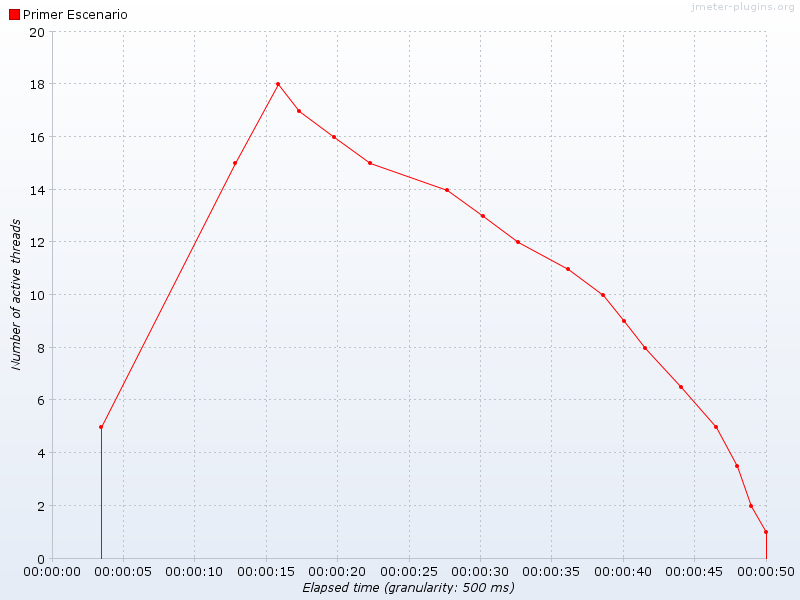 jmeter-plugins.org
Primer Escenario
20
18
16
14
12
10
8
6
4
2
0
Number of active threads
00:00:00 00:00:05 00:00:10 00:00:15 00:00:20 00:00:25 00:00:30 00:00:35 00:00:40 00:00:45 00:00:50
Elapsed time (granularity: 500 ms)